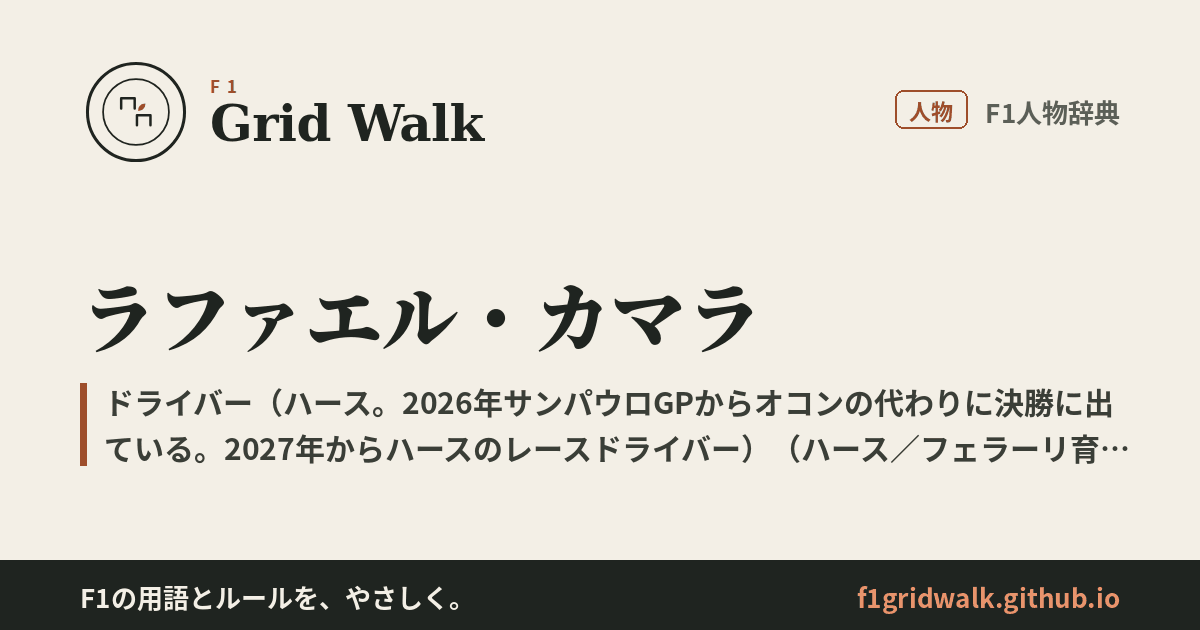 F1
Grid Walk
人物
F1人物辞典
ラファエル・カマラ
ドライバー（ハース。2026年サンパウロGPからオコンの代わりに決勝に出
ている。2027年からハースのレースドライバー）（ハース／フェラーリ育…
F1の用語とルールを、やさしく。
f1gridwalk.github.io